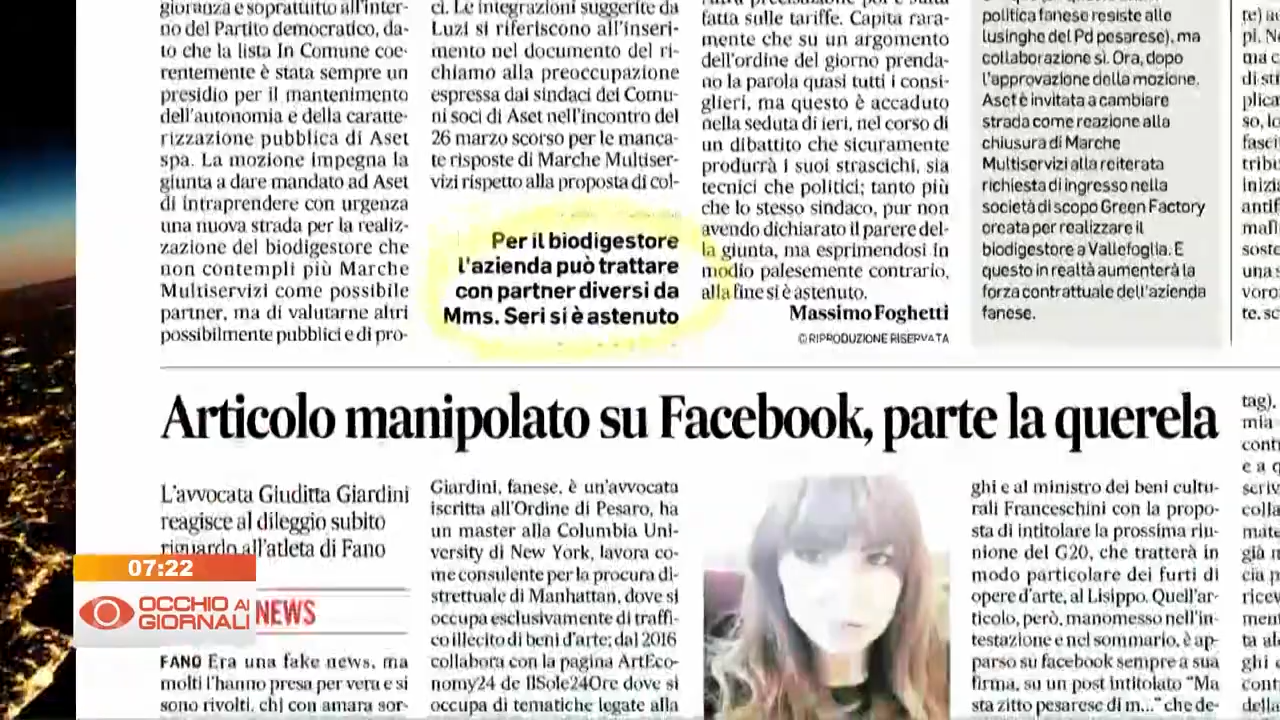 gioranza e soprattutto all'inter-
no del Partito democratico, da-
to che la lista In Comune coe-
rentemente è stata sempre un
presidio per il mantenimento
dell'autonomia e della caratte-
rizzazione pubblica di Aset
spa. La mozione impegna la
giunta a dare mandato ad Aset
di intraprendere con urgenza
una nuova strada per la realiz-
zazione del biodigestore che
non contempli più Marche
Multiservizi come possibile
partner, ma di valutarne altri
possibilmente pubblici e di pro-
ci. Le integrazioni suggerite da
Luzi si riferiscono all'inseri-
mento nel documento del ri-
chiamo alla preoccupazione
espressa dai sindaci dei Comu-
ni soci di Aset nell'incontro del
26 marzo scorso per le manca-
te risposte di Marche Multiser-
vizi rispetto alla proposta di col-
Per il biodigestore
l'azienda può trattare
con partner diversi da
Mms. Seri si è astenuto
fatta sulle tariffe. Capita rara-
mente che su un argomento
dell'ordine del giorno prenda-
no la parola quasi tutti i consi-
glieri, ma questo è accaduto
nella seduta di ieri, nel corso di
un dibattito che sicuramente
produrrà i suoi strascichi, sia
tecnici che politici; tanto più
che lo stesso sindaco, pur non
avendo dichiarato il parere del-
la giunta, ma esprimendosi in
modio palesemente contrario,
alla fine si è astenuto.
Massimo Foghetti
© RIPRODUZIONE RISERVATA
politica fanese resiste alle
lusinghe del Pd pesarese), ma
collaborazione sì. Ora, dopo
l'approvazione della mozione,
Aset è invitata a cambiare
strada come reazione alla
chiusura di Marche
Multiservizi alla reiterata
richiesta di ingresso nella
società di scopo Green Factory
creata per realizzare il
biodigestore a Vallefoglia. E
questo in realtà aumenterà la
forza contrattuale dell'azienda
fanese.
Articolo manipolato su Facebook, parte la querela
L'avvocata Giuditta Giardini
reagisce al dileggio subito
riguardo all'atleta di Fano
07:22
OCCHIO AI
GIORNALI
NEWS
FANO Era una fake news, ma
molti l'hanno presa per vera e si
sono rivolti, chi con amara sor-
Giardini, fanese, è un'avvocata
iscritta all'Ordine di Pesaro, ha
un master alla Columbia Uni-
versity di New York, lavora co-
me consulente per la procura di-
strettuale di Manhattan, dove si
occupa esclusivamente di traffi-
co illecito di beni d'arte; dal 2016
collabora con la pagina ArtEco-
nomy24 de IlSole24Ore dove si
occupa di tematiche legate alla
ghi e al ministro dei beni cultu-
rali Franceschini con la propo-
sta di intitolare la prossima riu-
nione del G20, che tratterà in
modo particolare dei furti di
opere d'arte, al Lisippo. Quell'ar-
ticolo, però, manomesso nell'in-
testazione e nel sommario, è ap-
parso su facebook sempre a sua
firma, su un post intitolato "Ma
sta zitto pesarese di m..." che de-